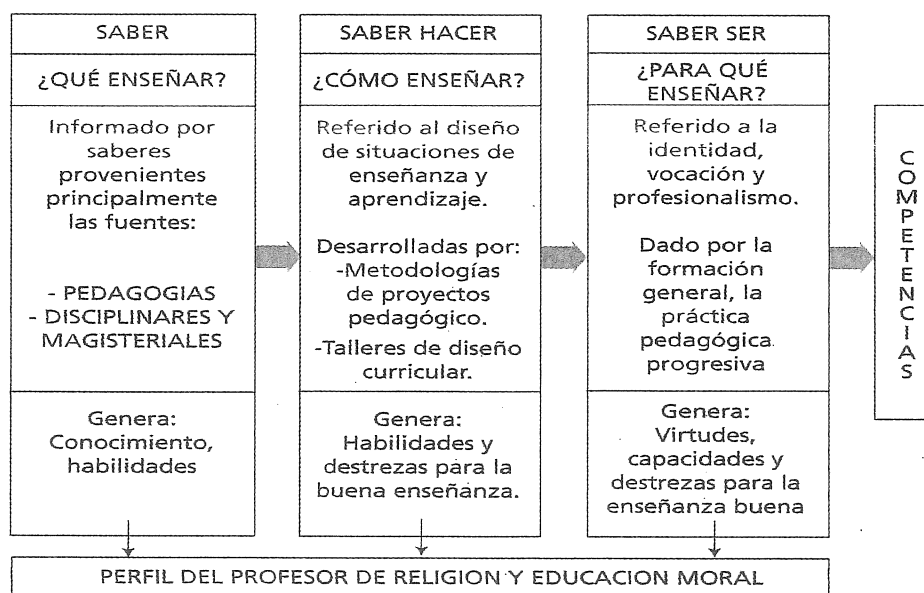 SABER
¿QUÉ ENSEÑAR?
Informado por
saberes
provenientes
principalmente
las fuentes:
- PEDAGOGIAS
- DISCIPLINARES Y
MAGISTERIALES
Genera:
Conocimiento,
habilidades
SABER HACER
¿CÓMO ENSEÑAR?
Referido al diseño
de situaciones de
enseñanza y
aprendizaje.
Desarrolladas por:
-Metodologías
de proyectos
pedagógico.
-Talleres de diseño
curricular.
Genera:
Habilidades y
destrezas para la
buena enseñanza.
SABER SER
¿PARA QUÉ
ENSEÑAR?
Referido a la
identidad,
vocación y
profesionalismo.
Dado por la
formación
general, la
práctica
pedagógica
progresiva
Genera:
Virtudes,
capacidades y
destrezas para la
enseñanza buena
COMPETENCIAS
PERFIL DEL PROFESOR DE RELIGION Y EDUCACION MORAL